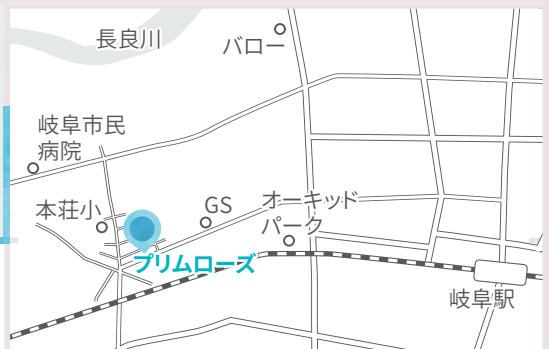 長良川
バロー
岐阜市民
病院
本荘小
GS
オーキッド
パーク
プリムローズ
岐阜駅